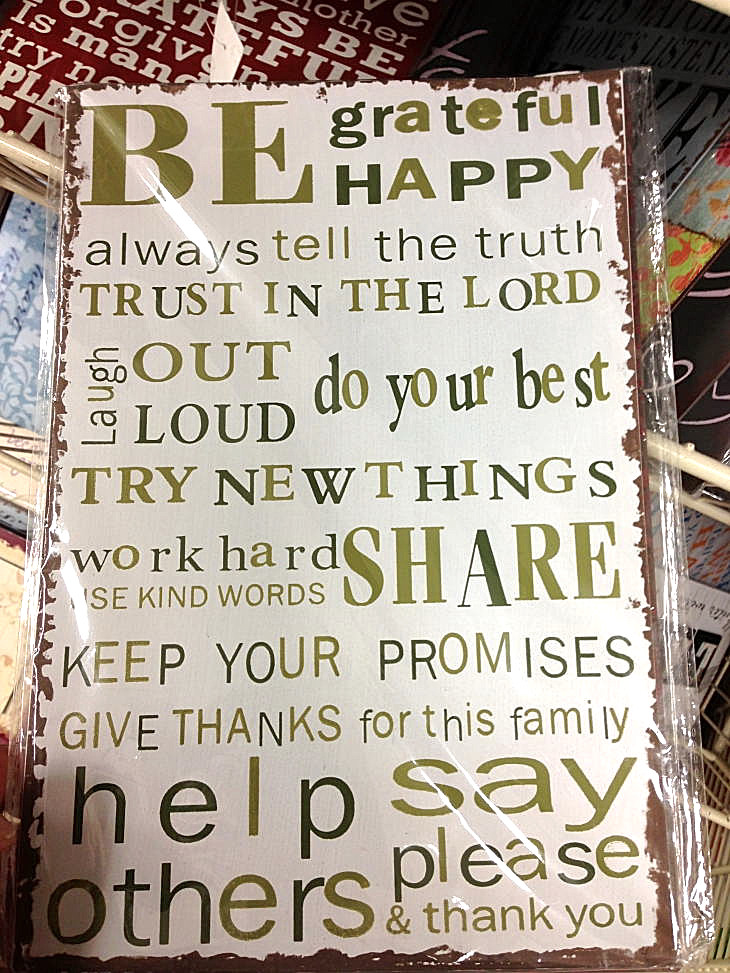 BE grateful
HAPPY
always tell the truth
TRUST IN THE LORD
Laugh OUT LOUD
do your best
TRY NEW THINGS
work hard
USE KIND WORDS
SHARE
KEEP YOUR PROMISES
GIVE THANKS for this family
help others
say please
& thank you